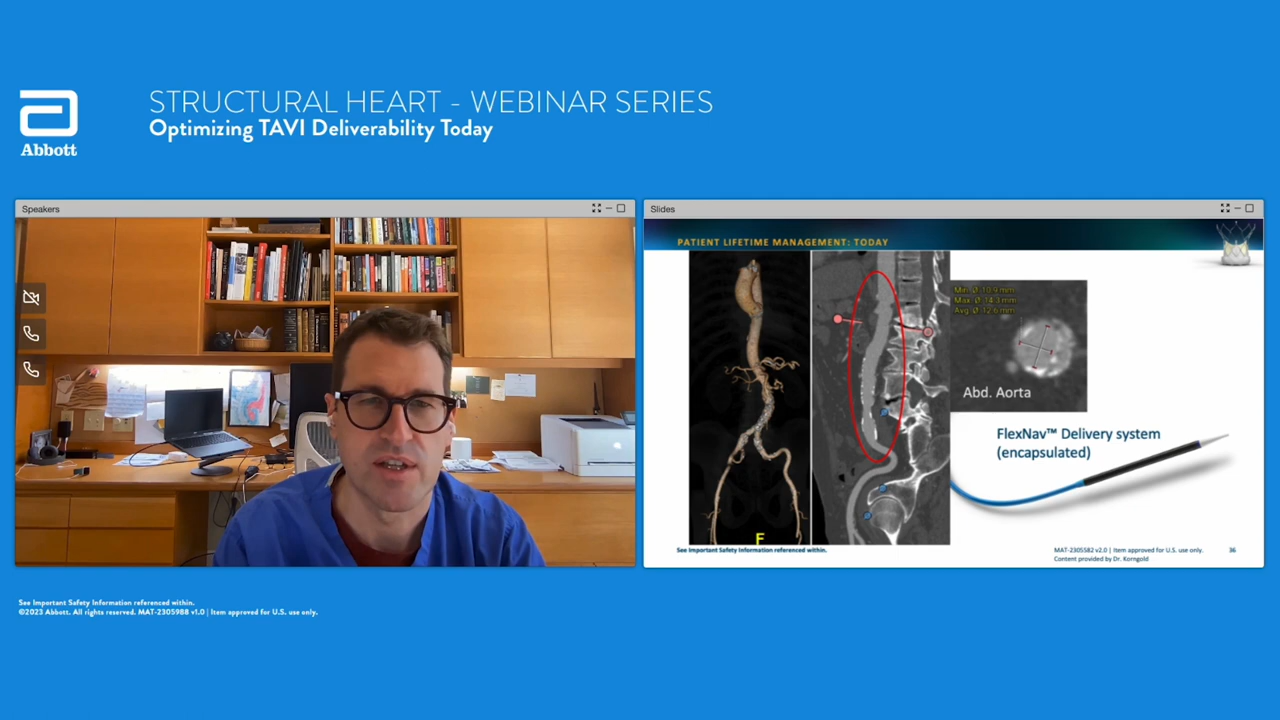 STRUCTURAL HEART - WEBINAR SERIES
Optimizing TAVI Deliverability Today
Abbott
Speakers
Slides
PATIENT LIFETIME MANAGEMENT: TODAY
Min. Ø 10.9 mm
Max. Ø 14.3 mm
Avg. Ø 12.6 mm
Abd. Aorta
FlexNav™ Delivery system
(encapsulated)
F
See Important Safety Information referenced within.
MAT-2305582 v2.0 | Item approved for U.S. use only.
Content provided by Dr. Korngold
36
See Important Safety Information referenced within.
©2023 Abbott. All rights reserved. MAT-2305988 v1.0 | Item approved for U.S. use only.